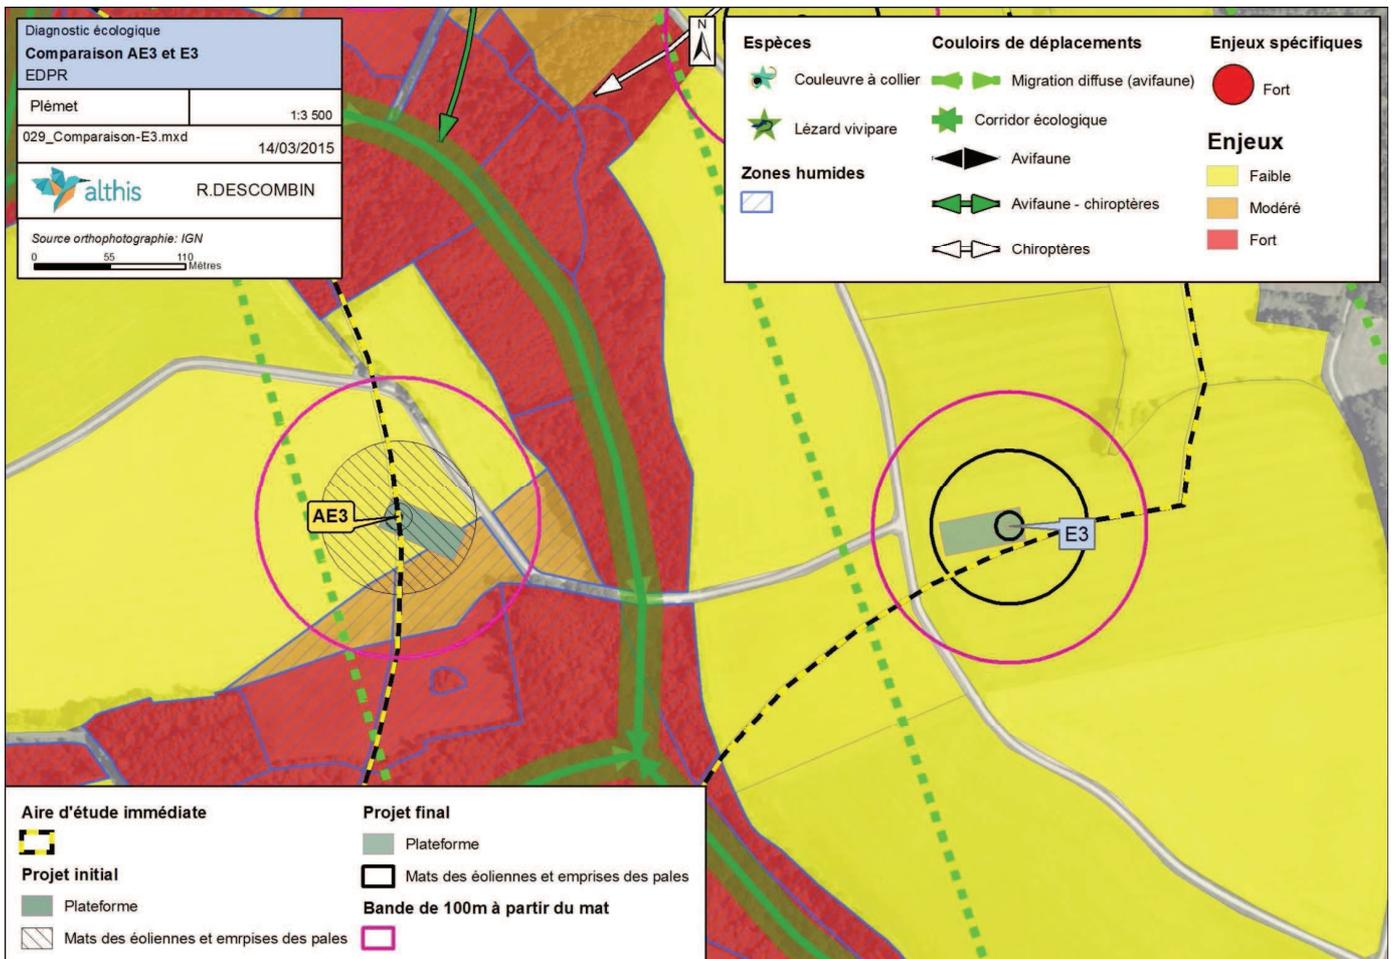 Diagnostic écologique
Comparaison AE3 et E3
EDPR
Plémet
1:3 500
029_Comparaison-E3.mxd
14/03/2015
althis
R.DESCOMBIN
Source orthophotographie: IGN
0 55 110
Mètres
N
Espèces
Couleuvre à collier
Lézard vivipare
Zones humides
Couloirs de déplacements
Migration diffuse (avifaune)
Corridor écologique
Avifaune
Avifaune - chiroptères
Chiroptères
Enjeux spécifiques
Fort
Enjeux
Faible
Modéré
Fort
AE3
E3
Aire d'étude immédiate
Projet initial
Plateforme
Mats des éoliennes et emrpises des pales
Projet final
Plateforme
Mats des éoliennes et emprises des pales
Bande de 100m à partir du mat